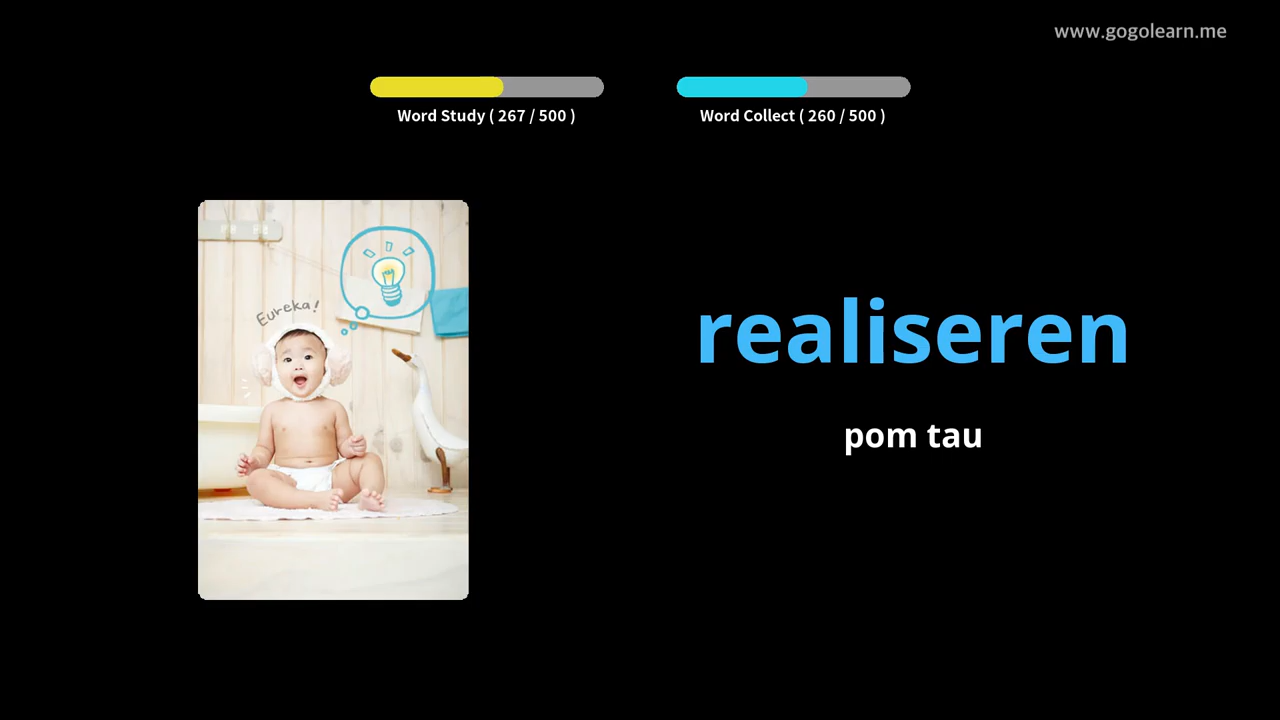 www.gogolearn.me
Word Study ( 267 / 500 )
Word Collect ( 260 / 500 )
Eureka!
realiseren
pom tau